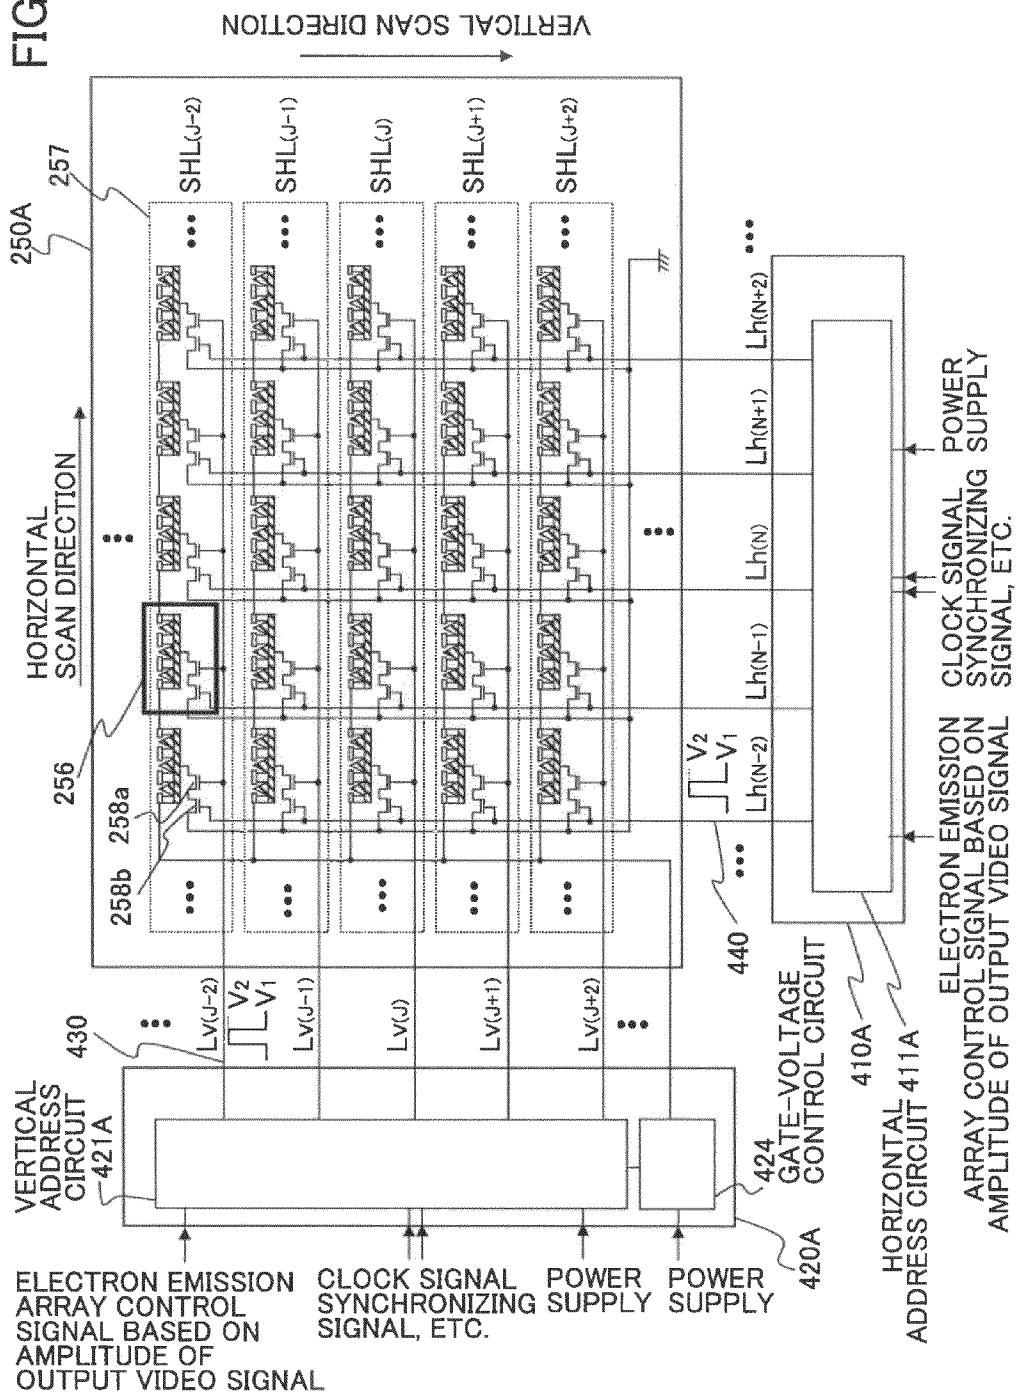 FIG
VERTICAL SCAN DIRECTION
HORIZONTAL
SCAN DIRECTION
250A
257
256
258a
258b
SHL(J-2)
SHL(J-1)
SHL(J)
SHL(J+1)
SHL(J+2)
430
Lv(J-2)
V2
V1
Lv(J-1)
Lv(J)
Lv(J+1)
Lv(J+2)
VERTICAL
ADDRESS
CIRCUIT
421A
424
GATE-VOLTAGE
CONTROL CIRCUIT
420A
ELECTRON EMISSION
ARRAY CONTROL
SIGNAL BASED ON
AMPLITUDE OF
OUTPUT VIDEO SIGNAL
CLOCK SIGNAL
SYNCHRONIZING
SIGNAL, ETC.
POWER
SUPPLY
POWER
SUPPLY
440
V2
V1
Lh(N-2)
Lh(N-1)
Lh(N)
Lh(N+1)
Lh(N+2)
410A
411A
HORIZONTAL
ADDRESS CIRCUIT
ELECTRON EMISSION
ARRAY CONTROL SIGNAL BASED ON
AMPLITUDE OF OUTPUT VIDEO SIGNAL
CLOCK SIGNAL
SYNCHRONIZING
SIGNAL, ETC.
POWER
SUPPLY